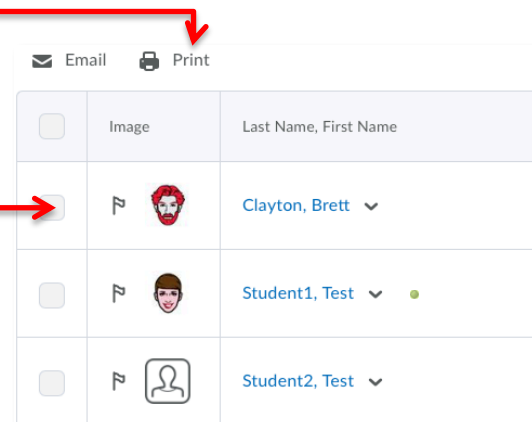 Email Print
Image Last Name, First Name
Clayton, Brett
Student1, Test
Student2, Test